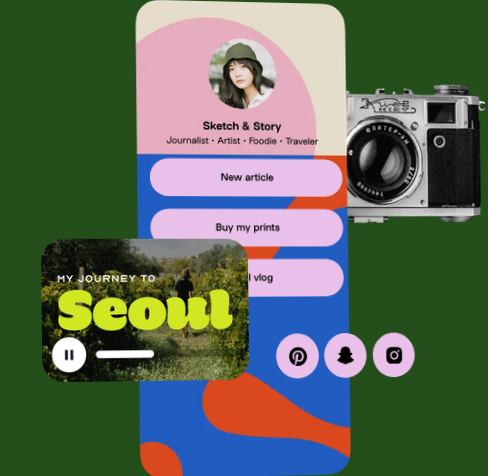 Sketch & Story
Journalist • Artist • Foodie • Traveler
New article
Buy my prints
l vlog
MY JOURNEY TO
Seoul